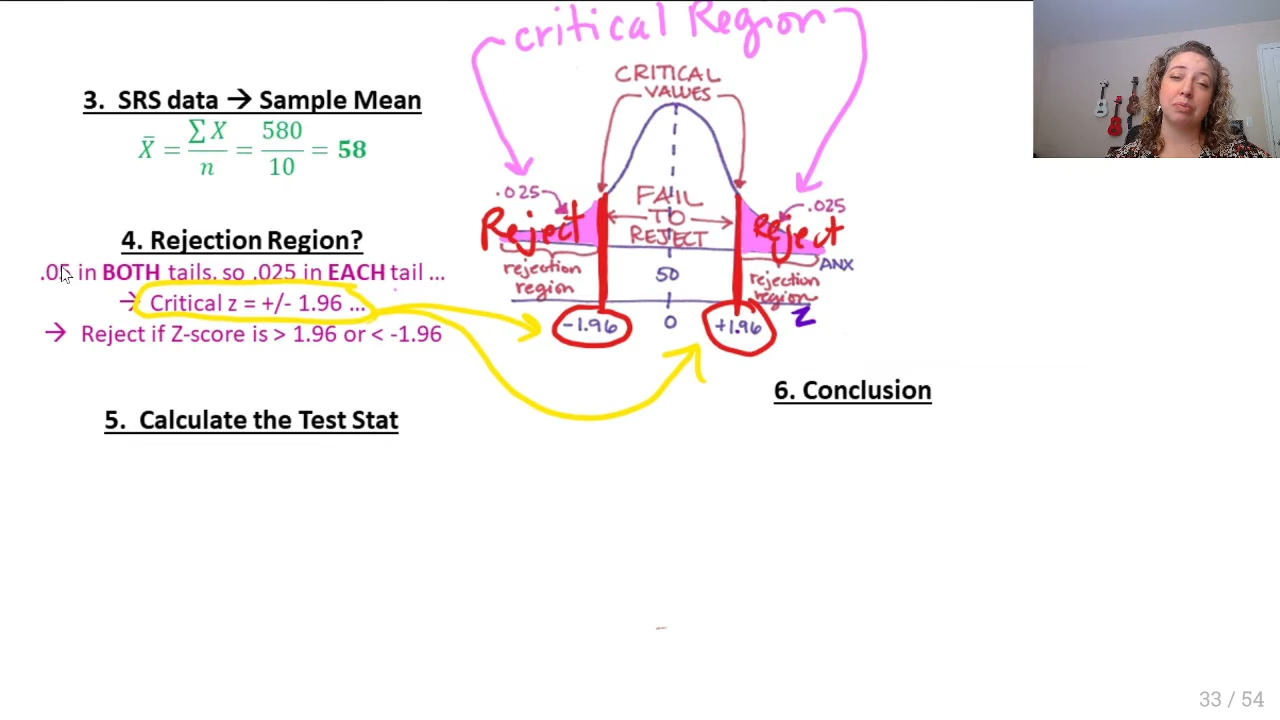 critical Region
3. SRS data → Sample Mean
X̄ = ∑X / n = 580 / 10 = 58
CRITICAL
VALUES
.025
FAIL
TO
REJECT
.025
Reject
Reject
4. Rejection Region?
.05 in BOTH tails, so .025 in EACH tail ...
→ Critical z = +/- 1.96 ...
→ Reject if Z-score is > 1.96 or < -1.96
rejection
region
50
rejection
region
ANX
-1.96
0
+1.96
Z
5. Calculate the Test Stat
6. Conclusion
33 / 54